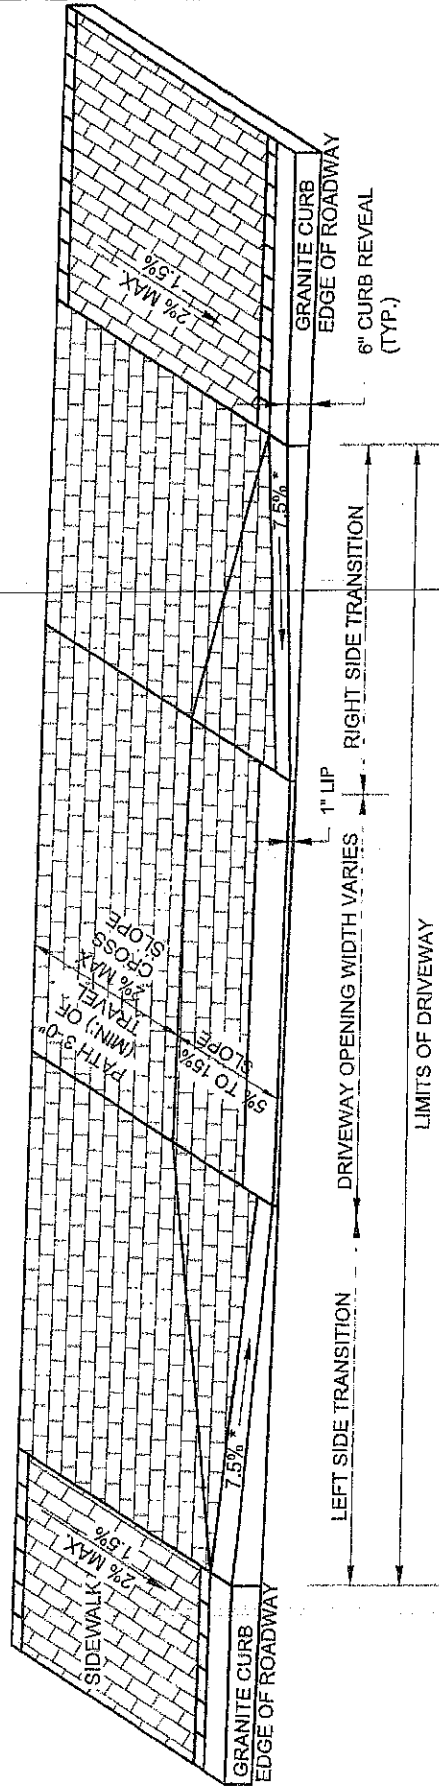 SIDEWALK
2% MAX.
1.5%
GRANITE CURB
EDGE OF ROADWAY
7.5% *
LEFT SIDE TRANSITION
PATH 3'-0"
(MIN.) OF
TRAVEL
2% MAX
CROSS
SLOPE
5% TO 15%
SLOPE
DRIVEWAY OPENING WIDTH VARIES
1" LIP
LIMITS OF DRIVEWAY
RIGHT SIDE TRANSITION
7.5% *
2% MAX.
1.5%
GRANITE CURB
EDGE OF ROADWAY
6" CURB REVEAL
(TYP.)